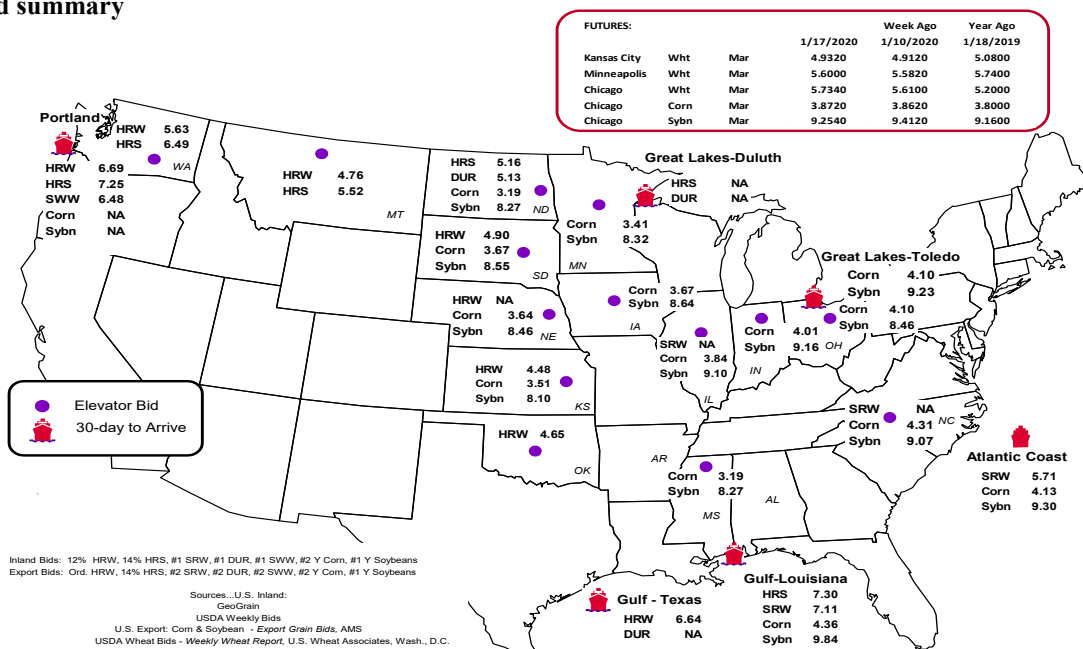 d summary
FUTURES:
Week Ago Year Ago
1/17/2020 1/10/2020 1/18/2019
Kansas City Wht Mar 4.9320 4.9120 5.0800
Minneapolis Wht Mar 5.6000 5.5820 5.7400
Chicago Wht Mar 5.7340 5.6100 5.2000
Chicago Corn Mar 3.8720 3.8620 3.8000
Chicago Sybn Mar 9.2540 9.4120 9.1600
Portland
HRW 5.63
HRS 6.49
WA
HRW 6.69
HRS 7.25
SWW 6.48
Corn NA
Sybn NA
HRW 4.76
HRS 5.52
MT
HRS 5.16
DUR 5.13
Corn 3.19
Sybn 8.27
ND
HRW 4.90
Corn 3.67
Sybn 8.55
SD
HRW NA
Corn 3.64
Sybn 8.46
NE
HRW 4.48
Corn 3.51
Sybn 8.10
KS
HRW 4.65
OK
Great Lakes-Duluth
HRS NA
DUR NA
Corn 3.41
Sybn 8.32
MN
Corn 3.67
Sybn 8.64
IA
SRW NA
Corn 3.84
Sybn 9.10
IL
Great Lakes-Toledo
Corn 4.10
Sybn 9.23
Corn 4.10
Sybn 8.46
OH
Corn 4.01
Sybn 9.16
IN
SRW NA
Corn 4.31
Sybn 9.07
NC
Atlantic Coast
SRW 5.71
Corn 4.13
Sybn 9.30
AR
Corn 3.19
Sybn 8.27
MS
AL
Elevator Bid
30-day to Arrive
Gulf - Texas
HRW 6.64
DUR NA
Gulf-Louisiana
HRS 7.30
SRW 7.11
Corn 4.36
Sybn 9.84
Inland Bids: 12% HRW, 14% HRS, #1 SRW, #1 DUR, #1 SWW, #2 Y Corn, #1 Y Soybeans
Export Bids: Ord. HRW, 14% HRS, #2 SRW, #2 DUR, #2 SWW, #2 Y Corn, #1 Y Soybeans
Sources...U.S. Inland:
GeoGrain
USDA Weekly Bids
U.S. Export: Corn & Soybean - Export Grain Bids, AMS
USDA Wheat Bids - Weekly Wheat Report, U.S. Wheat Associates, Wash., D.C.